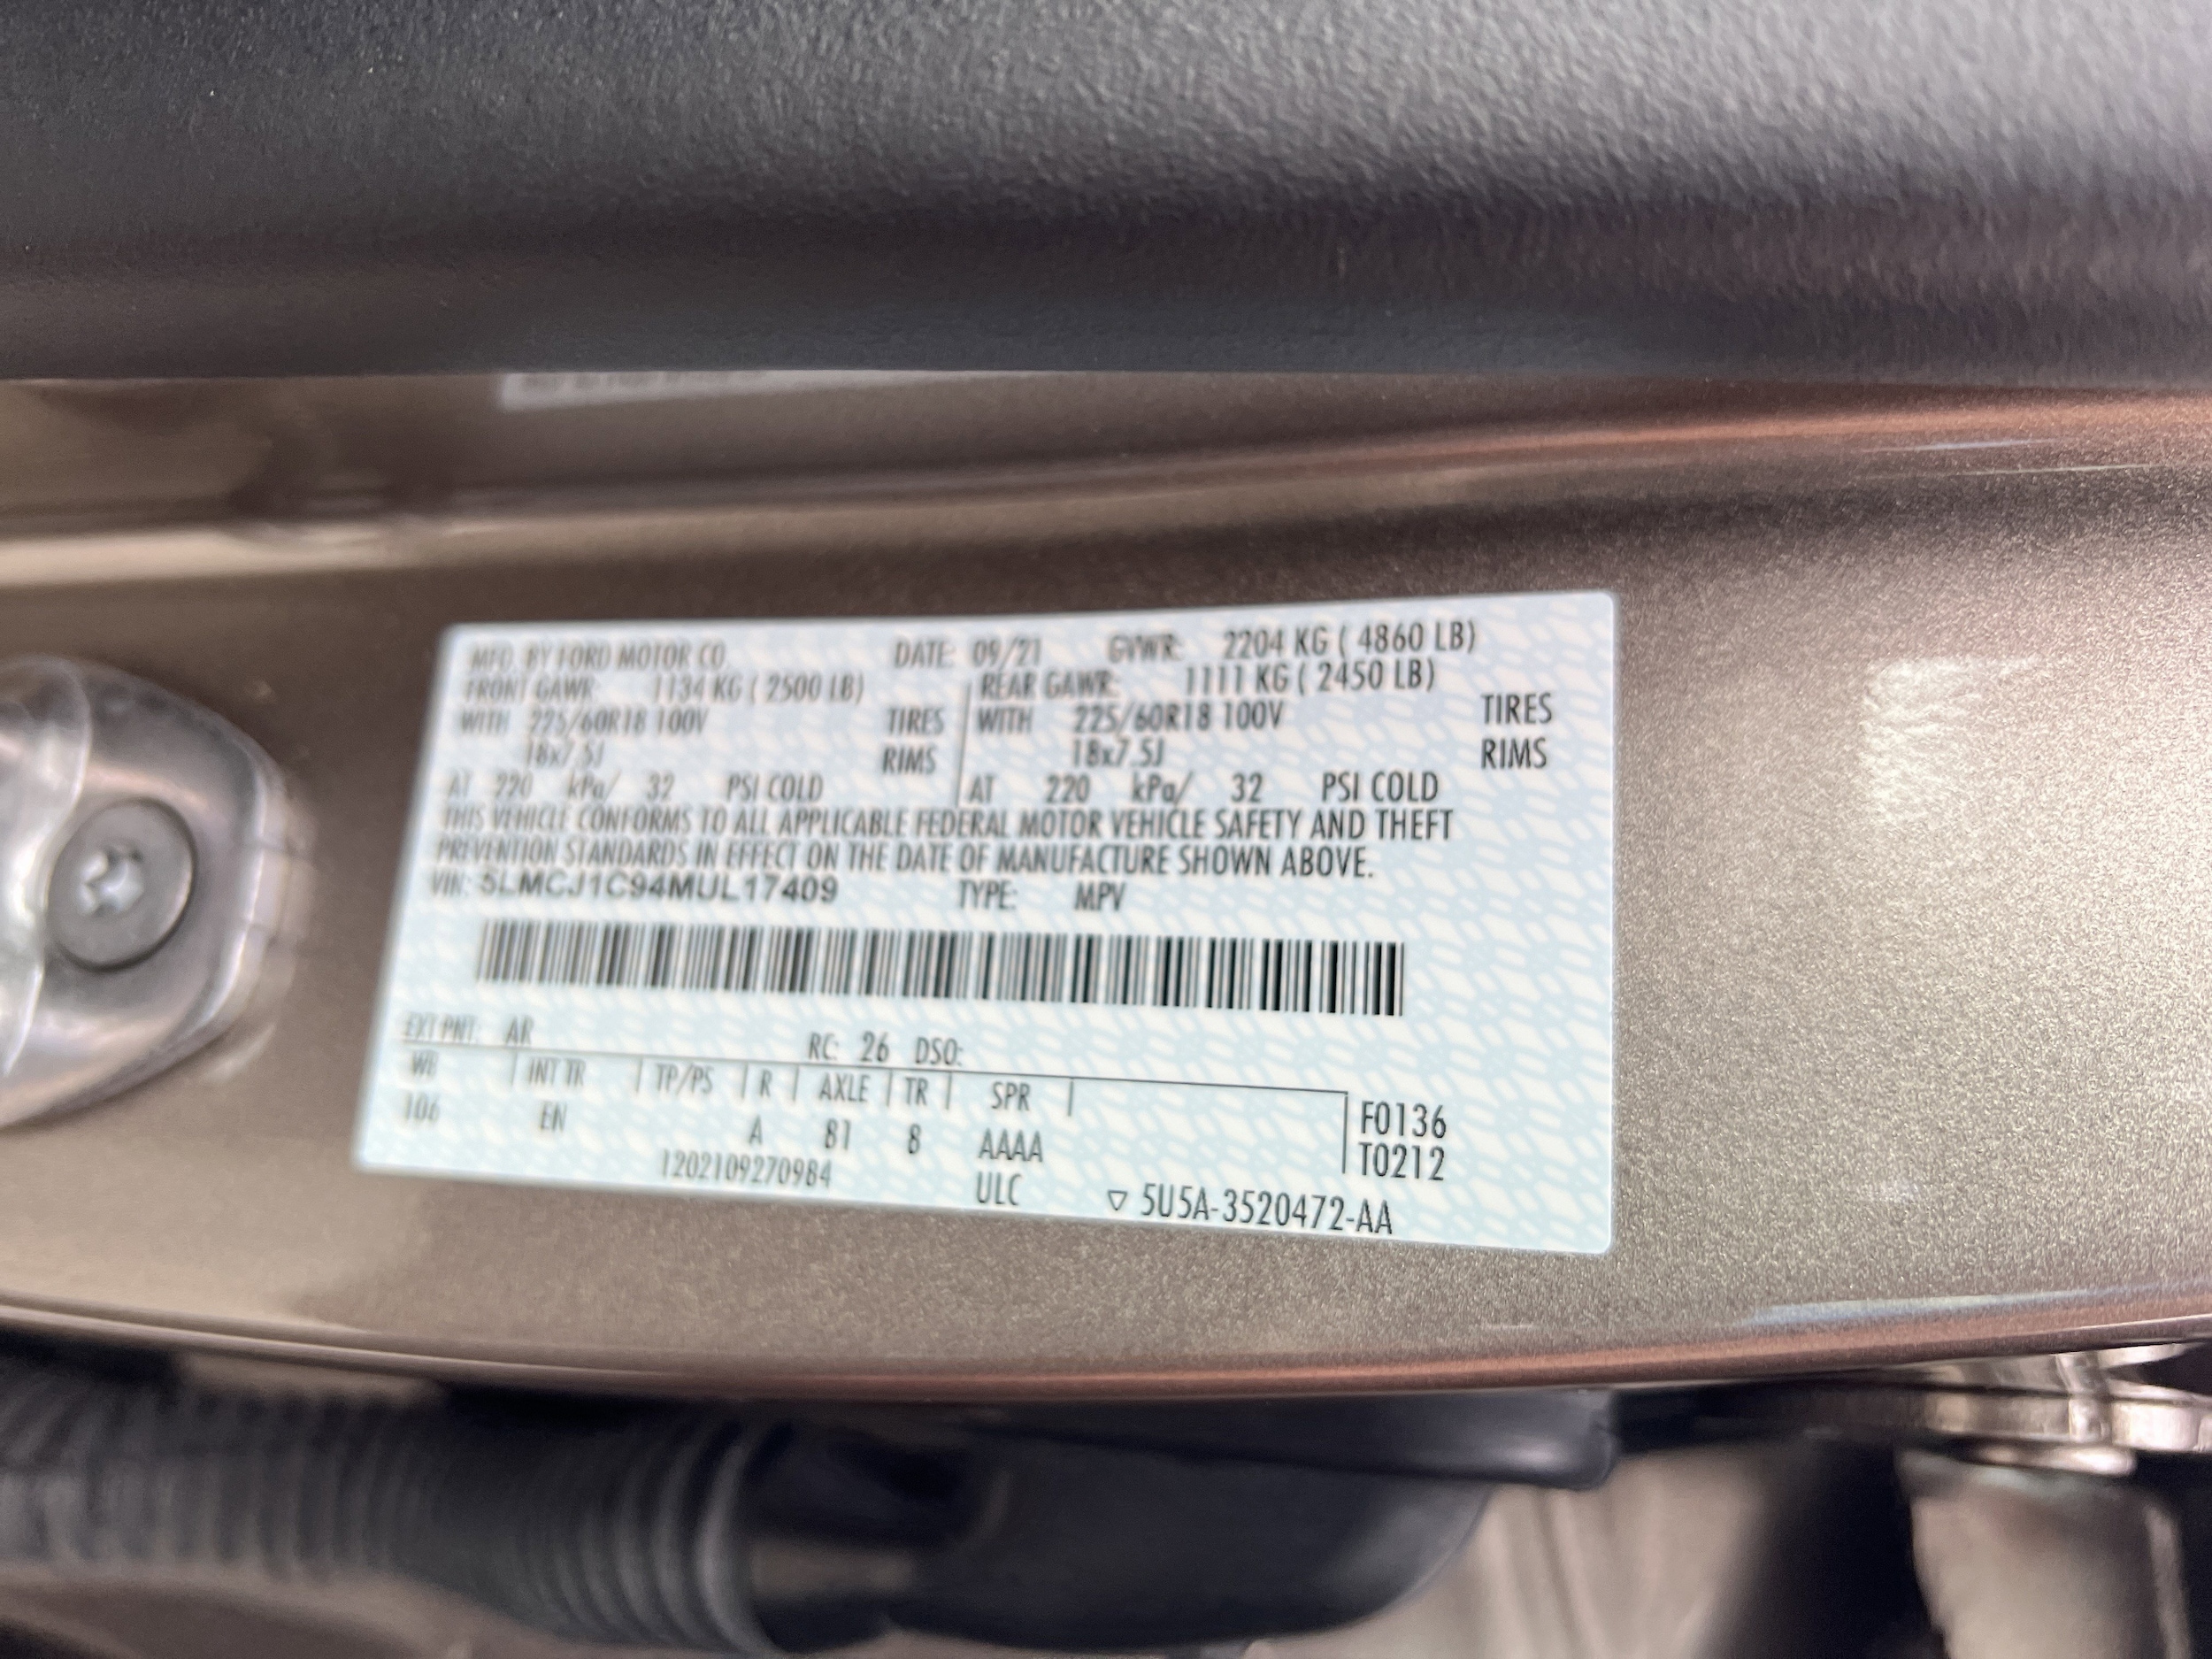 MFD. BY FORD MOTOR CO. DATE: 09/21 GVWR: 2204 KG ( 4860 LB)
FRONT GAWR: 1134 KG ( 2500 LB) REAR GAWR: 1111 KG ( 2450 LB)
WITH 225/60R18 100V TIRES WITH 225/60R18 100V TIRES
18x7.5J RIMS 18x7.5J RIMS
AT 220 kPa/ 32 PSI COLD AT 220 kPa/ 32 PSI COLD
THIS VEHICLE CONFORMS TO ALL APPLICABLE FEDERAL MOTOR VEHICLE SAFETY AND THEFT
PREVENTION STANDARDS IN EFFECT ON THE DATE OF MANUFACTURE SHOWN ABOVE.
VIN: 5LMCJ1C94MUL17409 TYPE: MPV
EXT PNT: AR RC: 26 DSO:
WB INT TR TP/PS R AXLE TR SPR
106 EN A 81 8 AAAA
F0136
T0212
1202109270984 ULC ▽ 5U5A-3520472-AA